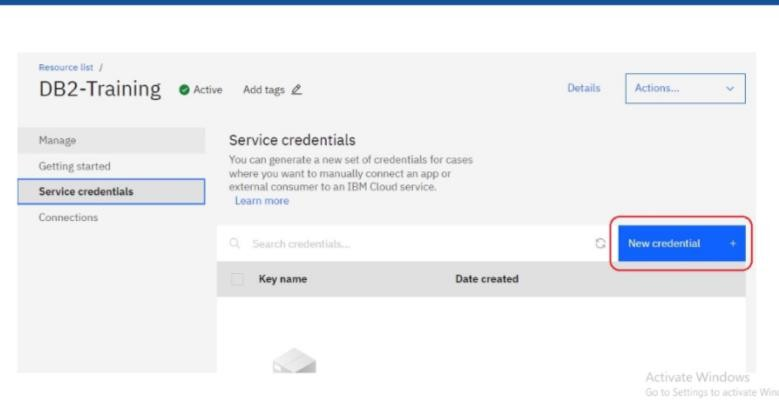 Resource list /
DB2-Training Active Add tags Details Actions...
Manage
Getting started
Service credentials
Connections
Service credentials
You can generate a new set of credentials for cases
where you want to manually connect an app or
external consumer to an IBM Cloud service.
Learn more
Search credentials... New credential +
Key name Date created
Activate Windows
Go to Settings to activate Win